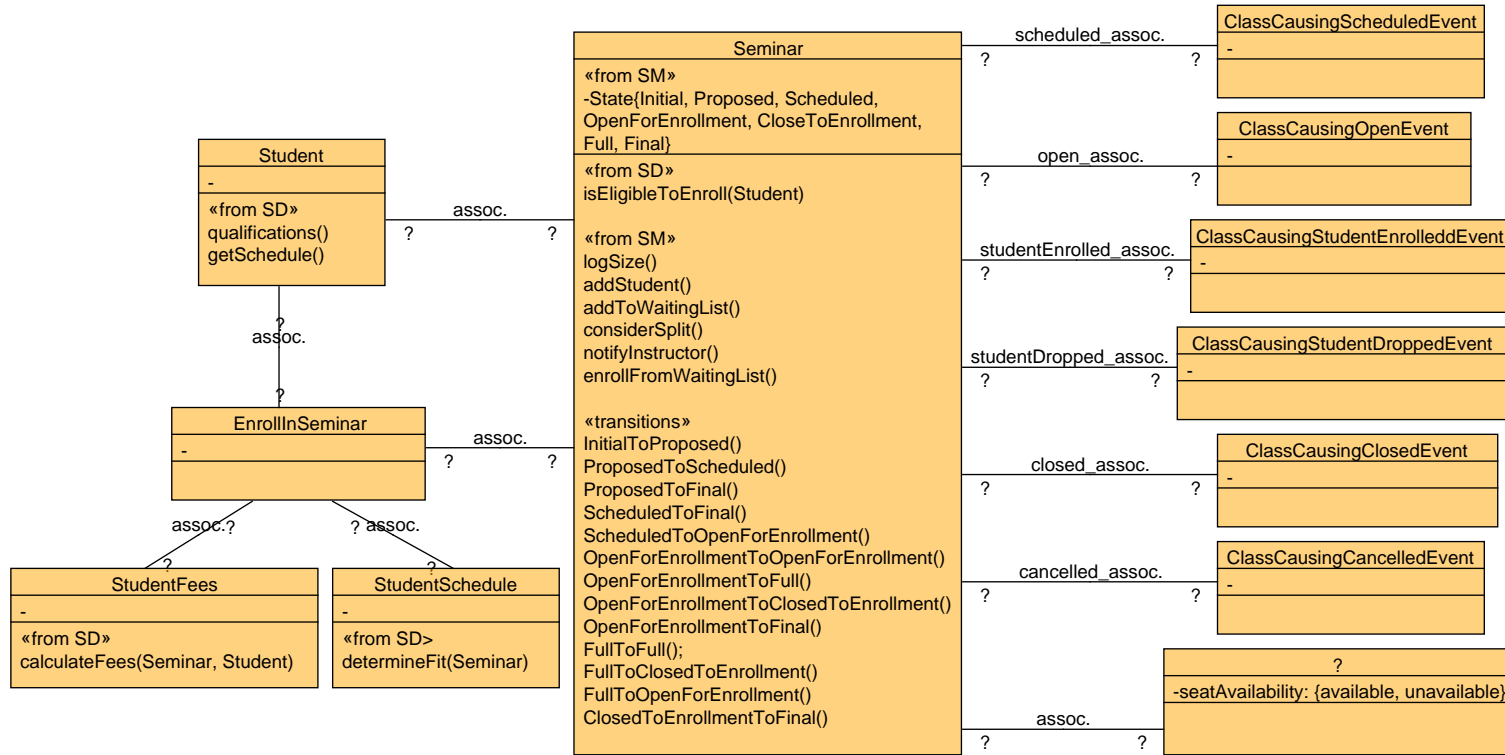 Student
-
«from SD»
qualifications()
getSchedule()
assoc.
?
?
?
assoc.
?
EnrollInSeminar
-
assoc.
?
?
assoc.
?
?
assoc.
?
?
StudentFees
-
«from SD»
calculateFees(Seminar, Student)
StudentSchedule
-
«from SD>
determineFit(Seminar)
Seminar
«from SM»
-State{Initial, Proposed, Scheduled,
OpenForEnrollment, CloseToEnrollment,
Full, Final}
«from SD»
isEligibleToEnroll(Student)
«from SM»
logSize()
addStudent()
addToWaitingList()
considerSplit()
notifyInstructor()
enrollFromWaitingList()
«transitions»
InitialToProposed()
ProposedToScheduled()
ProposedToFinal()
ScheduledToFinal()
ScheduledToOpenForEnrollment()
OpenForEnrollmentToOpenForEnrollment()
OpenForEnrollmentToFull()
OpenForEnrollmentToClosedToEnrollment()
OpenForEnrollmentToFinal()
FullToFull();
FullToClosedToEnrollment()
FullToOpenForEnrollment()
ClosedToEnrollmentToFinal()
scheduled_assoc.
?
?
ClassCausingScheduledEvent
-
open_assoc.
?
?
ClassCausingOpenEvent
-
studentEnrolled_assoc.
?
?
ClassCausingStudentEnrolleddEvent
-
studentDropped_assoc.
?
?
ClassCausingStudentDroppedEvent
-
closed_assoc.
?
?
ClassCausingClosedEvent
-
cancelled_assoc.
?
?
ClassCausingCancelledEvent
-
assoc.
?
?
?
-seatAvailability: {available, unavailable}